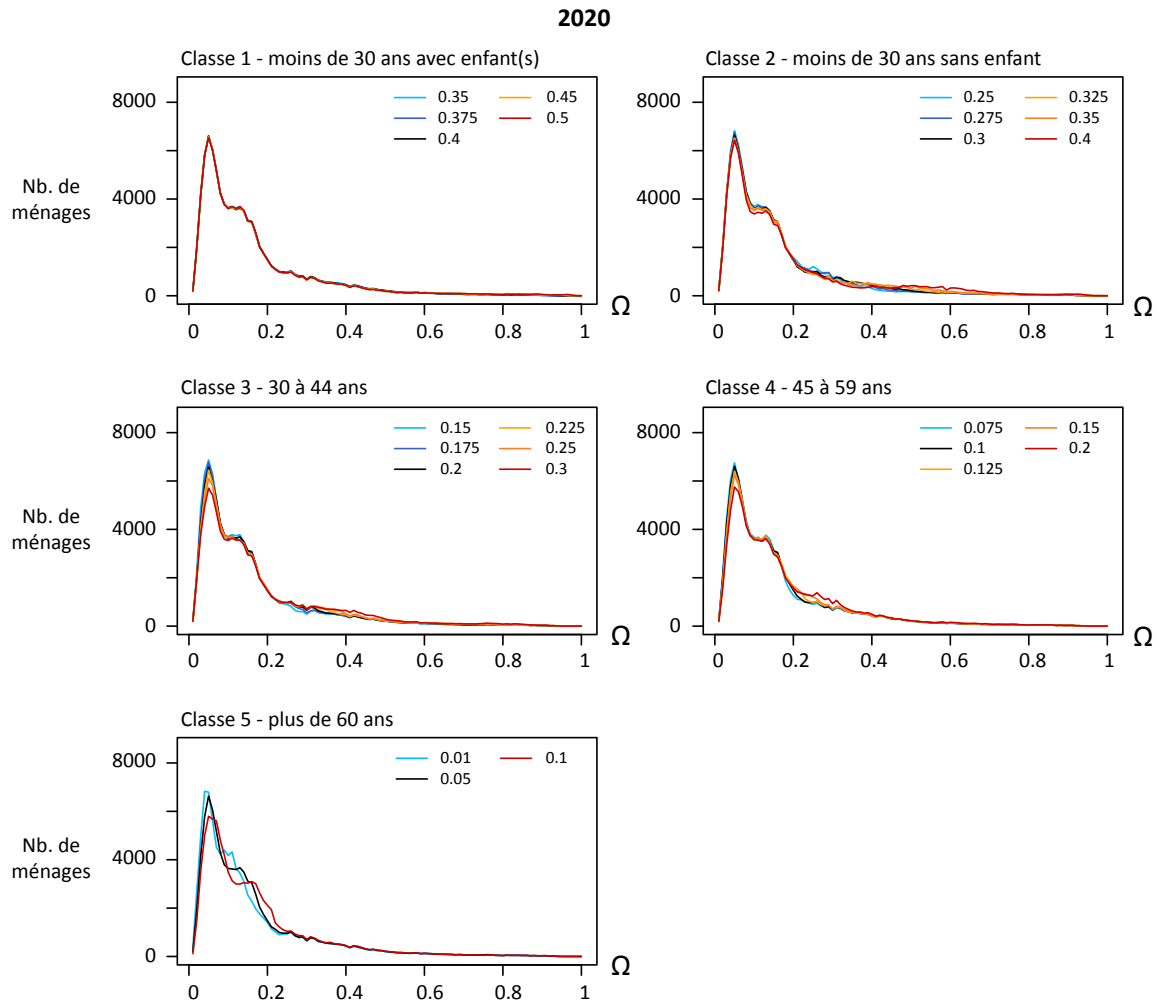 2020
Classe 1 - moins de 30 ans avec enfant(s)
Nb. de
ménages
8000
4000
0
0.35 0.45
0.375 0.5
0.4
0 0.2 0.4 0.6 0.8 1
Ω
Classe 2 - moins de 30 ans sans enfant
8000
4000
0
0.25 0.325
0.275 0.35
0.3 0.4
0 0.2 0.4 0.6 0.8 1
Ω
Classe 3 - 30 à 44 ans
Nb. de
ménages
8000
4000
0
0.15 0.225
0.175 0.25
0.2 0.3
0 0.2 0.4 0.6 0.8 1
Ω
Classe 4 - 45 à 59 ans
8000
4000
0
0.075 0.15
0.1 0.2
0.125
0 0.2 0.4 0.6 0.8 1
Ω
Classe 5 - plus de 60 ans
Nb. de
ménages
8000
4000
0
0.01 0.1
0.05
0 0.2 0.4 0.6 0.8 1
Ω